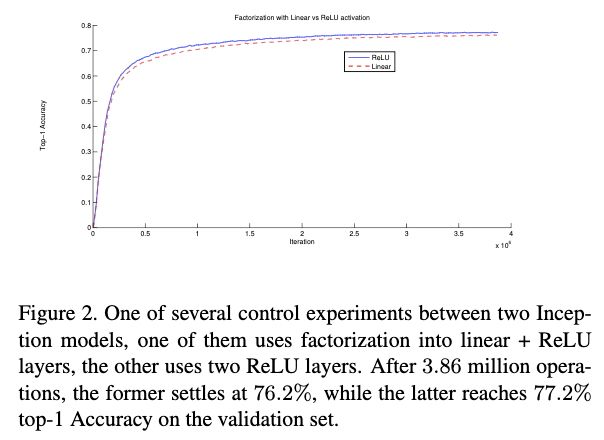 Factorization with Linear vs ReLU activation
0.8
0.7
0.6
0.5
0.4
0.3
0.2
0.1
0
Top−1 Accuracy
ReLU
Linear
0 0.5 1 1.5 2 2.5 3 3.5 4
Iteration
x 10⁶
Figure 2. One of several control experiments between two Incep-
tion models, one of them uses factorization into linear + ReLU
layers, the other uses two ReLU layers. After 3.86 million opera-
tions, the former settles at 76.2%, while the latter reaches 77.2%
top-1 Accuracy on the validation set.